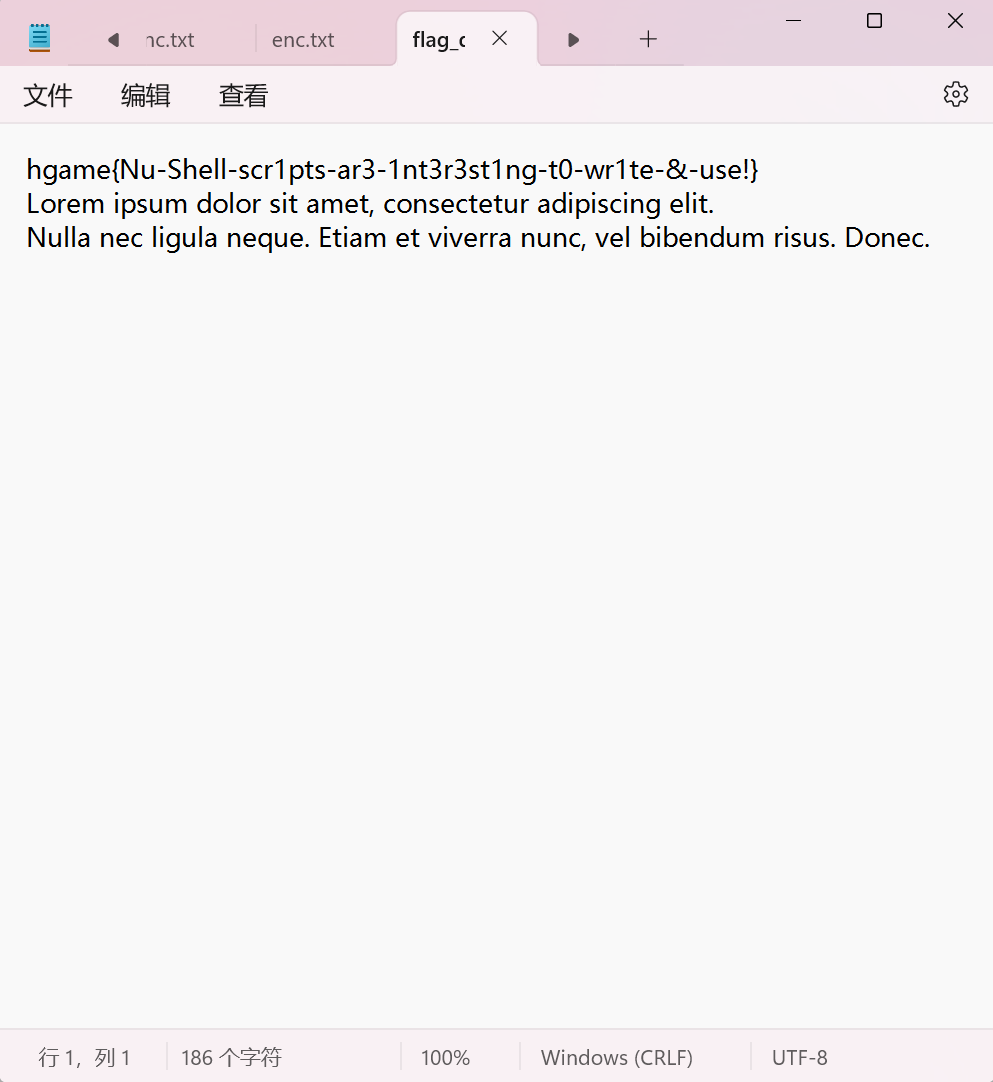 nc.txt enc.txt flag_
文件 编辑 查看
hgame{Nu-Shell-scr1pts-ar3-1nt3r3st1ng-t0-wr1te-&-use!}
Lorem ipsum dolor sit amet, consectetur adipiscing elit.
Nulla nec ligula neque. Etiam et viverra nunc, vel bibendum risus. Donec.
行 1，列 1 186 个字符 100% Windows (CRLF) UTF-8